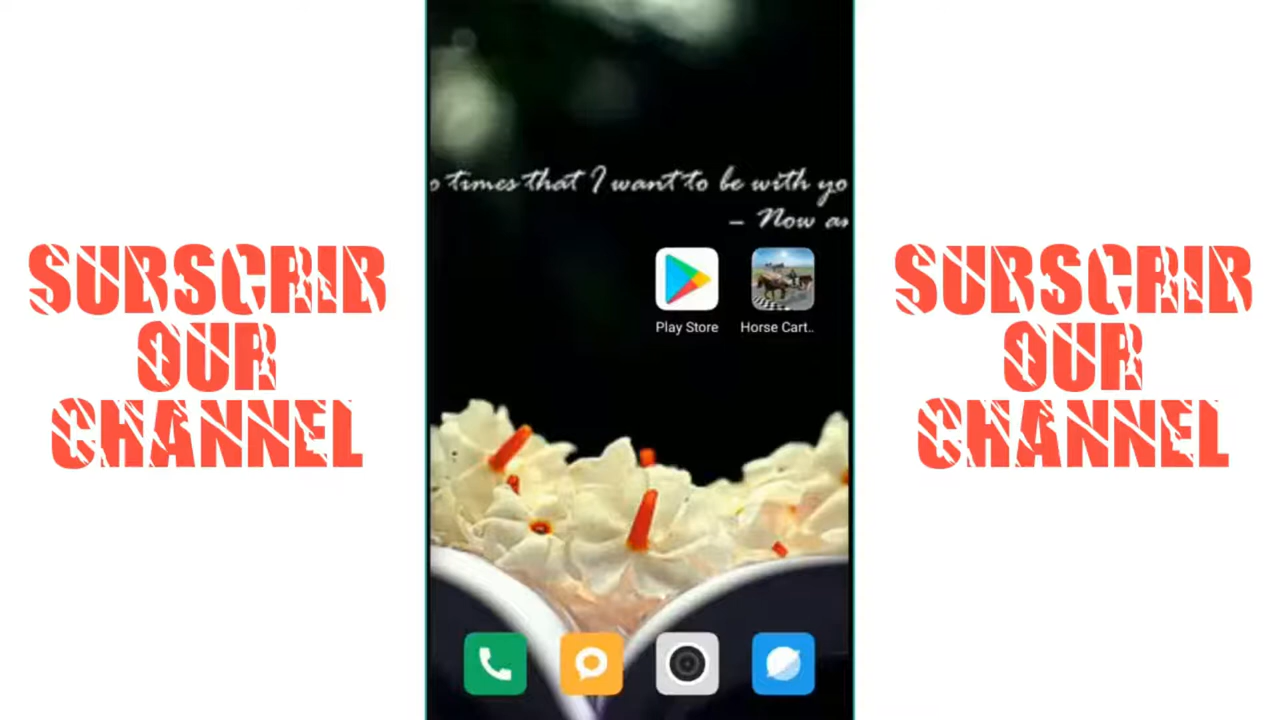 SUBSCRIB
OUR
CHANNEL
times that I want to be with yo
– Now
Play Store
Horse Cart..
SUBSCRIB
OUR
CHANNEL